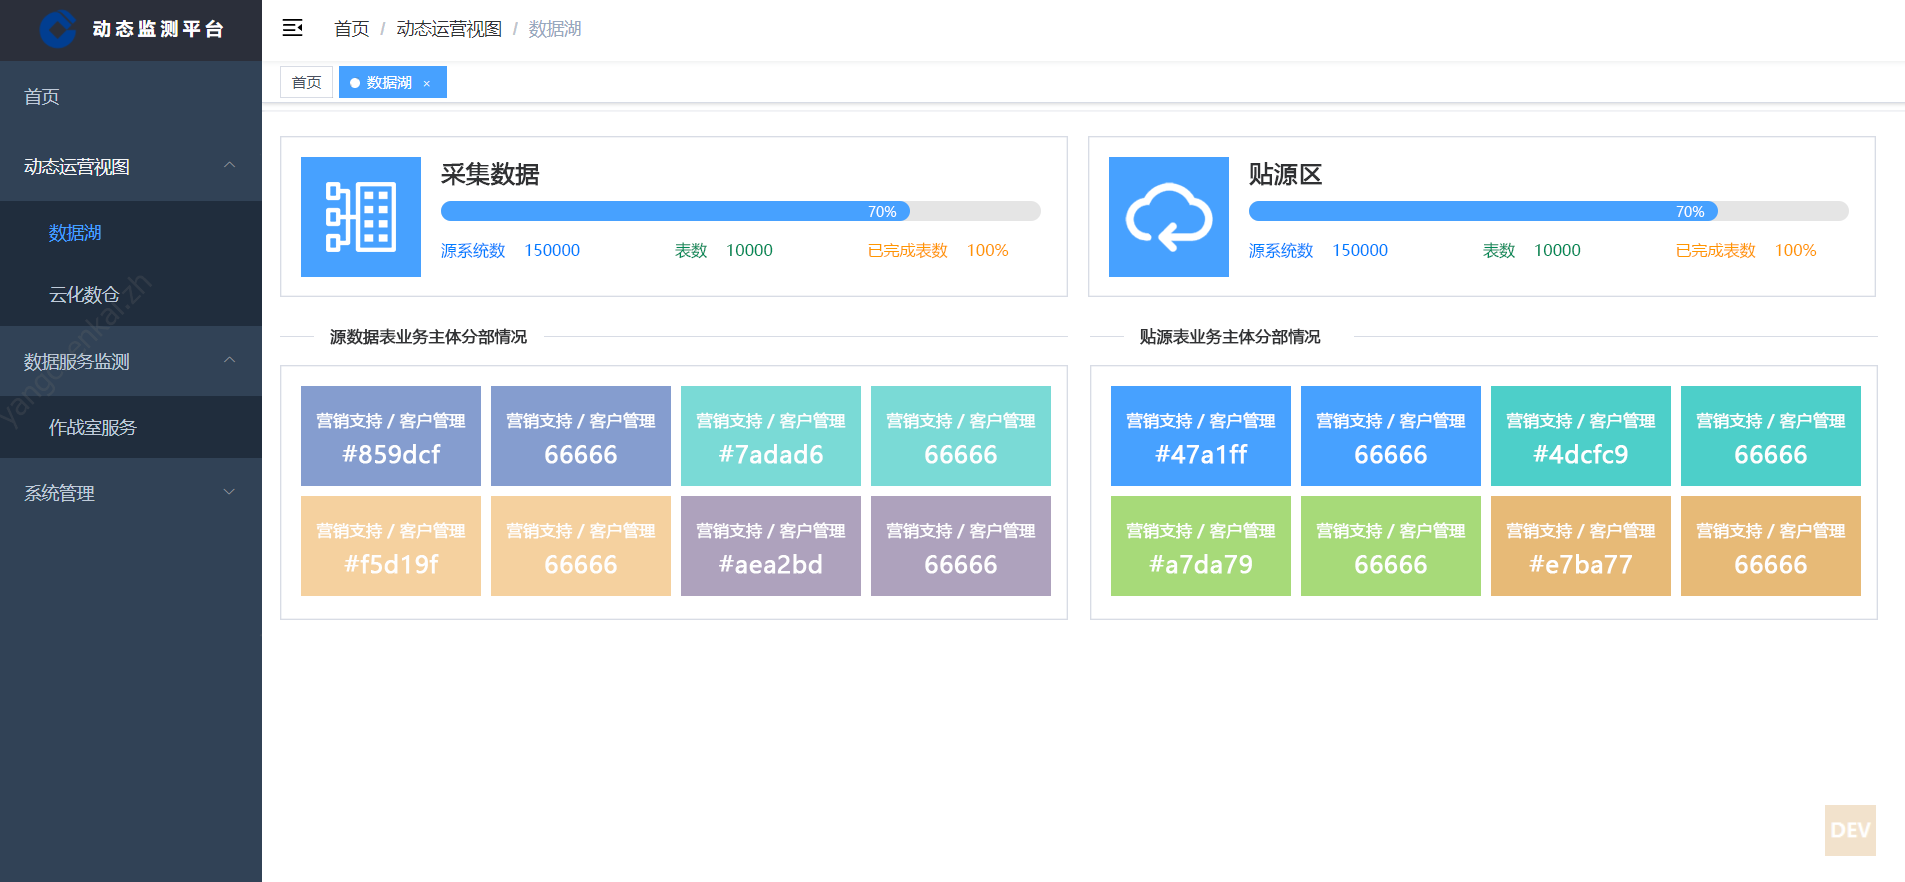 动态监测平台
首页
动态运营视图
数据湖
云化数仓
数据服务监测
作战室服务
系统管理
首页 / 动态运营视图 / 数据湖
首页
数据湖 ×
采集数据
70%
源系统数 150000 表数 10000 已完成表数 100%
贴源区
70%
源系统数 150000 表数 10000 已完成表数 100%
源数据表业务主体分部情况
营销支持 / 客户管理 营销支持 / 客户管理 营销支持 / 客户管理 营销支持 / 客户管理
#859dcf 66666 #7adad6 66666
营销支持 / 客户管理 营销支持 / 客户管理 营销支持 / 客户管理 营销支持 / 客户管理
#f5d19f 66666 #aea2bd 66666
贴源表业务主体分部情况
营销支持 / 客户管理 营销支持 / 客户管理 营销支持 / 客户管理 营销支持 / 客户管理
#47a1ff 66666 #4dcfc9 66666
营销支持 / 客户管理 营销支持 / 客户管理 营销支持 / 客户管理 营销支持 / 客户管理
#a7da79 66666 #e7ba77 66666
DEV